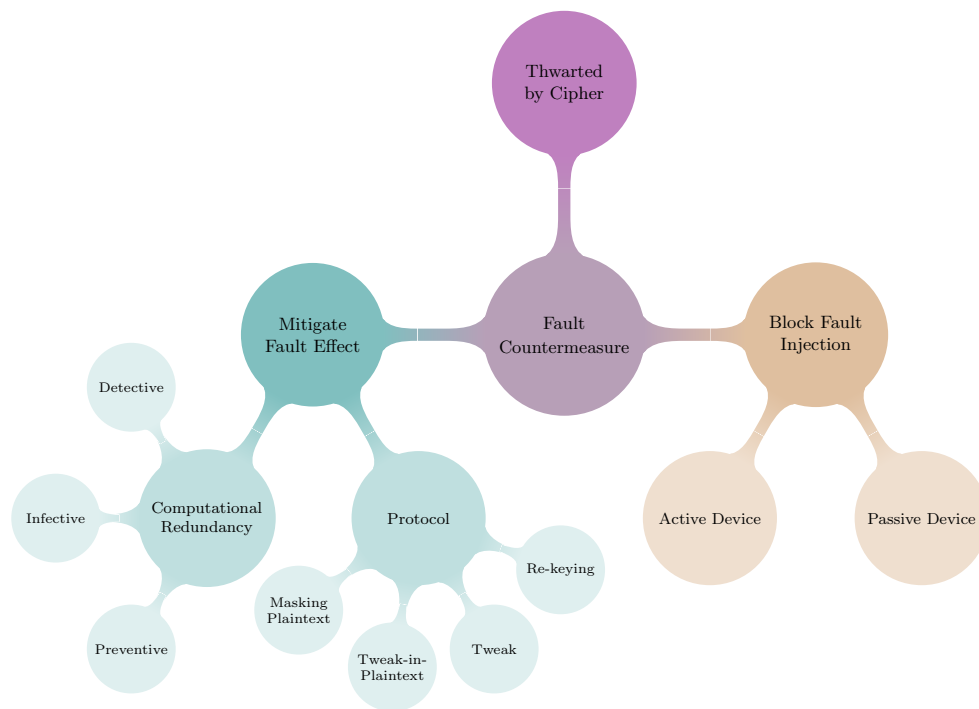 Thwarted
by Cipher
Mitigate
Fault Effect
Fault
Countermeasure
Block Fault
Injection
Detective
Infective
Computational
Redundancy
Protocol
Active Device
Passive Device
Re-keying
Masking
Plaintext
Preventive
Tweak-in-
Plaintext
Tweak